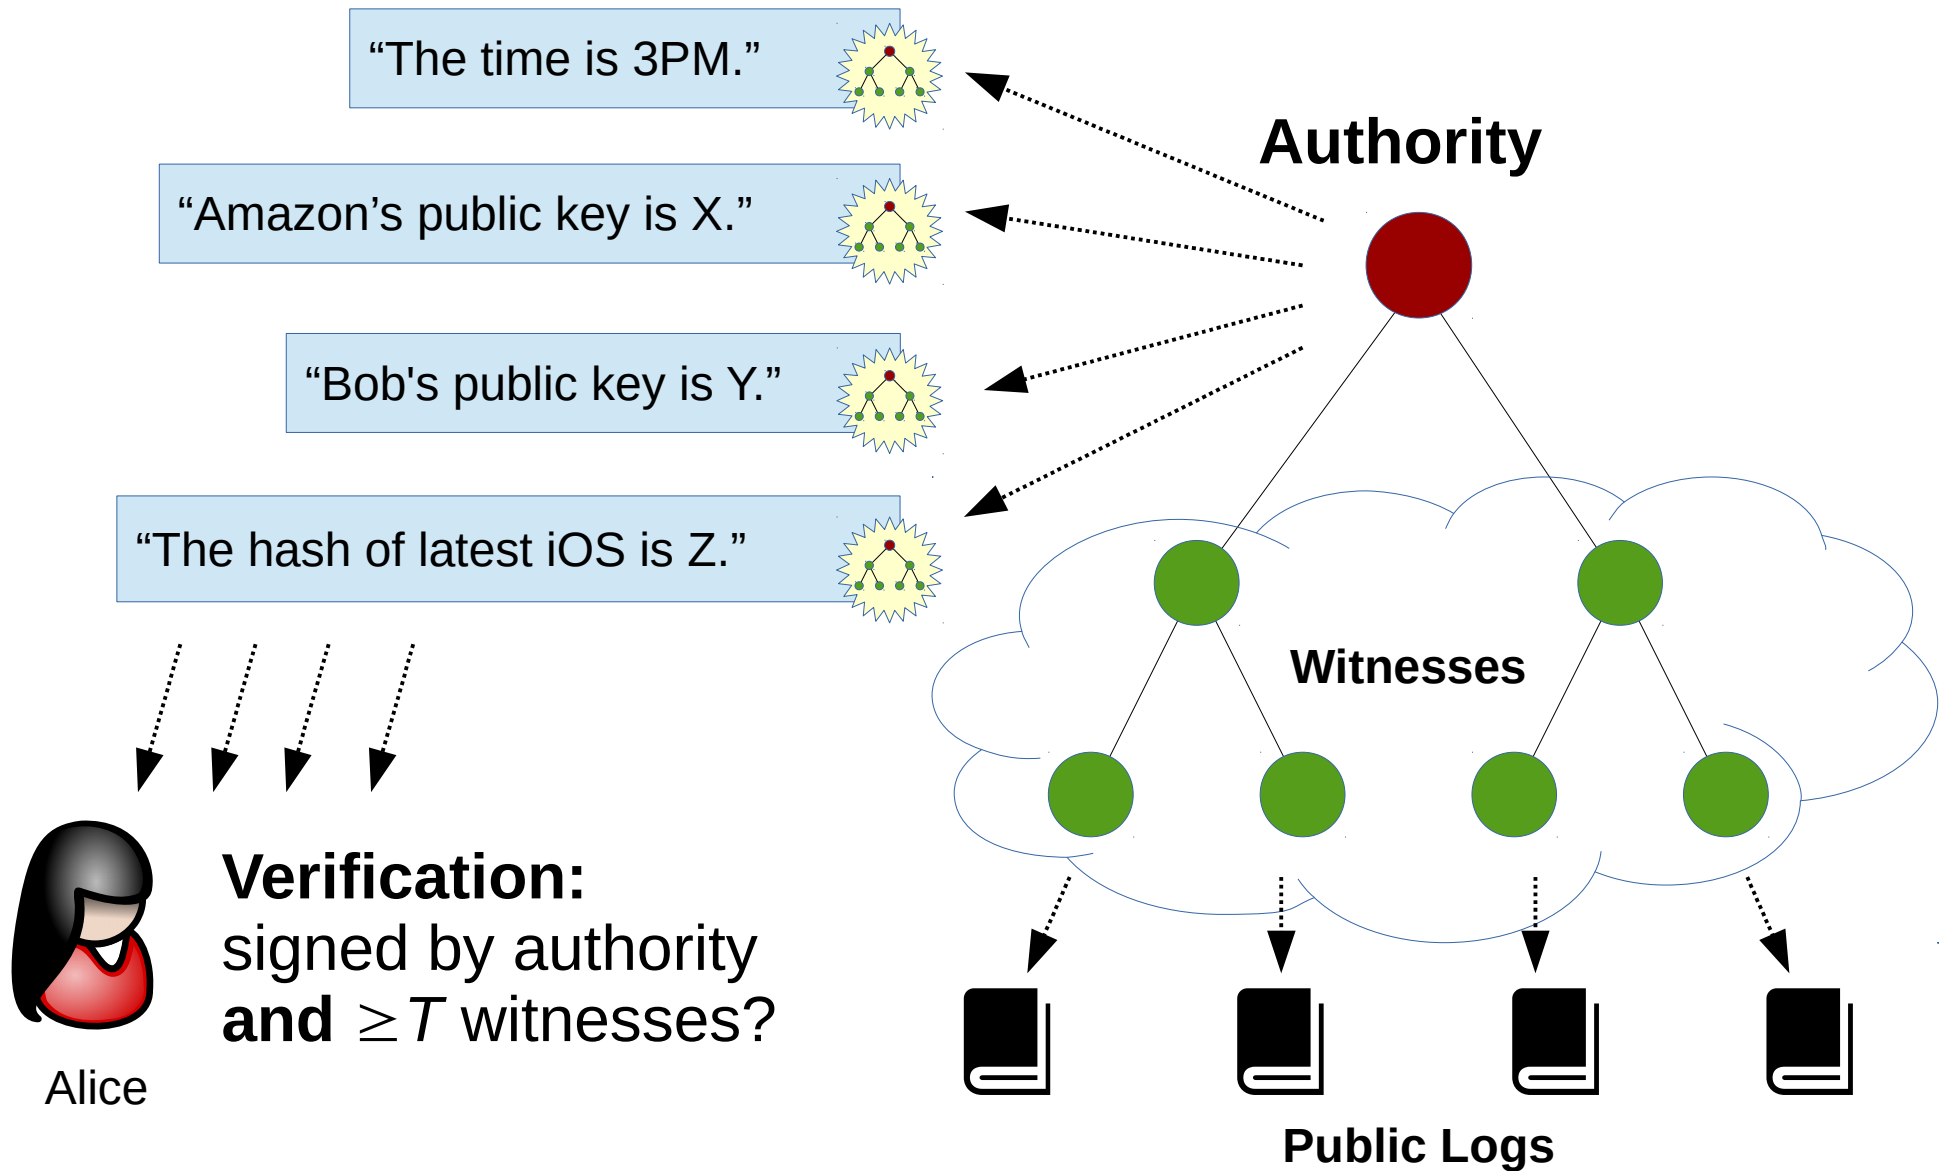 “The time is 3PM.”
Authority
“Amazon’s public key is X.”
“Bob's public key is Y.”
“The hash of latest iOS is Z.”
Witnesses
Verification:
signed by authority
and ≥T witnesses?
Alice
Public Logs